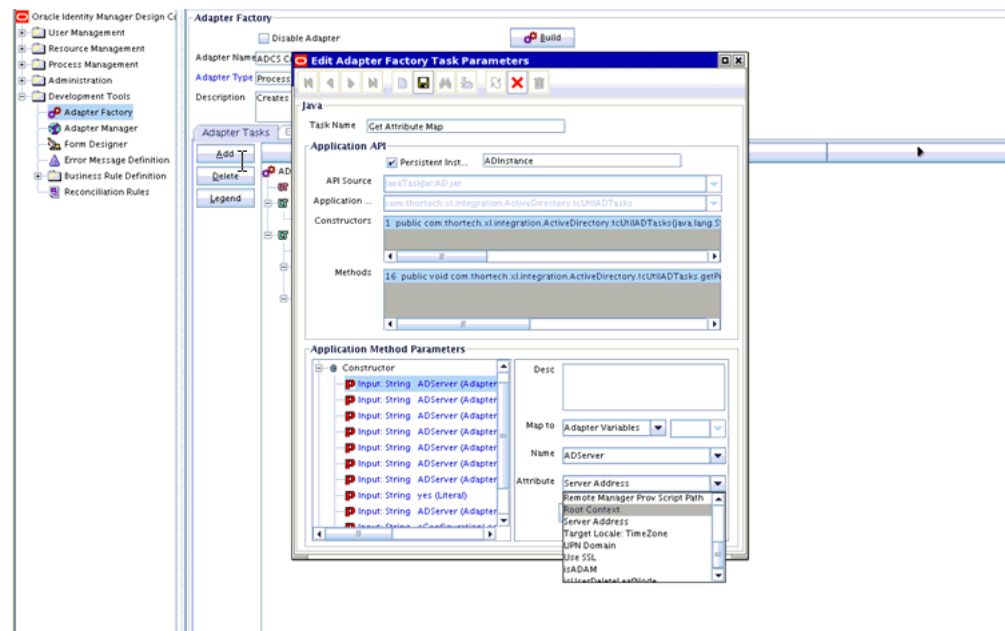 Oracle Identity Manager Design C
User Management
Resource Management
Process Management
Administration
Development Tools
Adapter Factory
Adapter Manager
Form Designer
Error Message Definition
Business Rule Definition
Reconciliation Rules
Adapter Factory
Disable Adapter
Build
Adapter Name ADCS C
Adapter Type Process
Description Creates
Adapter Tasks E
Add
Delete
Legend
AD
Edit Adapter Factory Task Parameters
Java
Task Name Get Attribute Map
Application API
Persistent Inst... ADInstance
API Source JavaTaskJar:AD.jar
Application ... com.thortech.xl.integration.ActiveDirectory.tcUtilADTasks
Constructors 1 public com.thortech.xl.integration.ActiveDirectory.tcUtilADTasks(java.lang.S
Methods 16 public void com.thortech.xl.integration.ActiveDirectory.tcUtilADTasks.getP
Application Method Parameters
Constructor
Input: String ADServer (Adapter
Input: String ADServer (Adapter
Input: String ADServer (Adapter
Input: String ADServer (Adapter
Input: String ADServer (Adapter
Input: String ADServer (Adapter
Input: String ADServer (Adapter
Input: String yes (Literal)
Input: String ADServer (Adapter
Desc
Map to Adapter Variables
Name ADServer
Attribute Server Address
Remote Manager Prov Script Path
Root Context
Server Address
Target Locale: TimeZone
UPN Domain
Use SSL
isADAM
isUserDeleteLeafNode